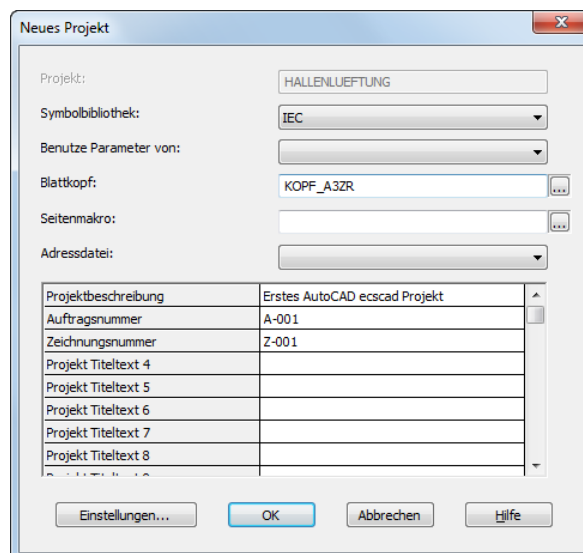 Neues Projekt
Projekt: HALLENLUEFTUNG
Symbolbibliothek: IEC
Benutze Parameter von:
Blattkopf: KOPF_A3ZR ...
Seitenmakro: ...
Adressdatei:
Projektbeschreibung Erstes AutoCAD ecscad Projekt
Auftragsnummer A-001
Zeichnungsnummer Z-001
Projekt Titeltext 4
Projekt Titeltext 5
Projekt Titeltext 6
Projekt Titeltext 7
Projekt Titeltext 8
Einstellungen... OK Abbrechen Hilfe